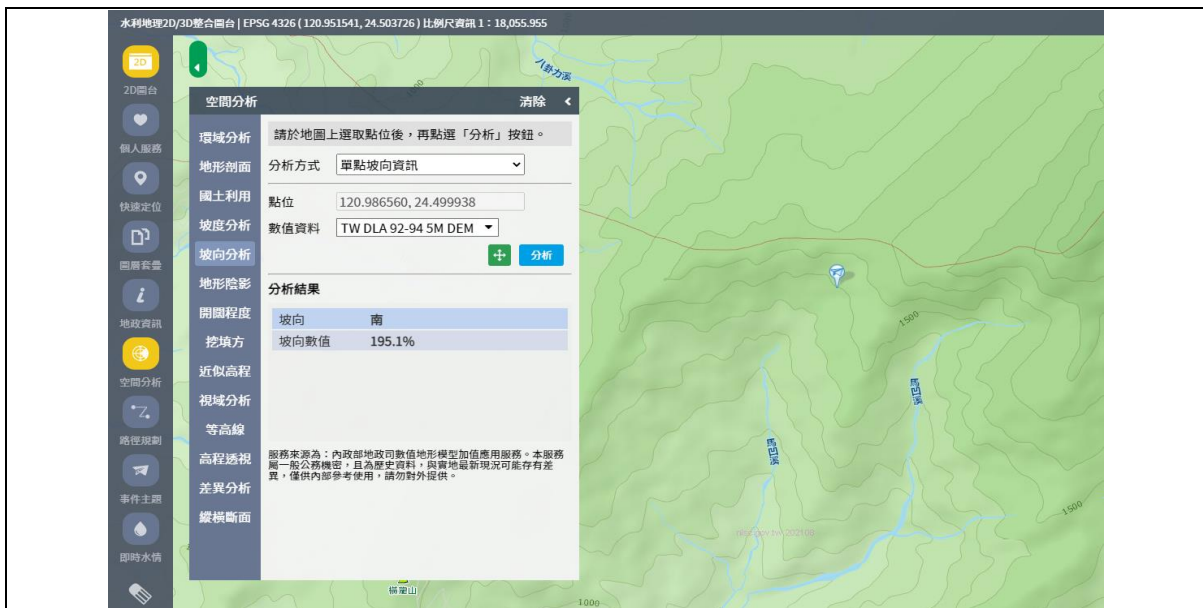 水利地理2D/3D整合圖台 | EPSG 4326 ( 120.951541, 24.503726 ) 比例尺資訊 1：18,055.955
2D
2D圖台
個人服務
快速定位
圖層套疊
地政資訊
空間分析
路徑規劃
事件主題
即時水情
空間分析
清除
環域分析
地形剖面
國土利用
坡度分析
坡向分析
地形陰影
開闊程度
挖填方
近似高程
視域分析
等高線
高程透視
差異分析
縱橫斷面
請於地圖上選取點位後，再點選「分析」按鈕。
分析方式 單點坡向資訊
點位 120.986560, 24.499938
數值資料 TW DLA 92-94 5M DEM
分析
分析結果
坡向 南
坡向數值 195.1%
服務來源為：內政部地政司數值地形模型加值應用服務。本服務
屬一般公務機密，且為歷史資料，與實地最新現況可能存有差
異，僅供內部參考使用，請勿對外提供。
八卦力溪
1000
1500
1500
1000